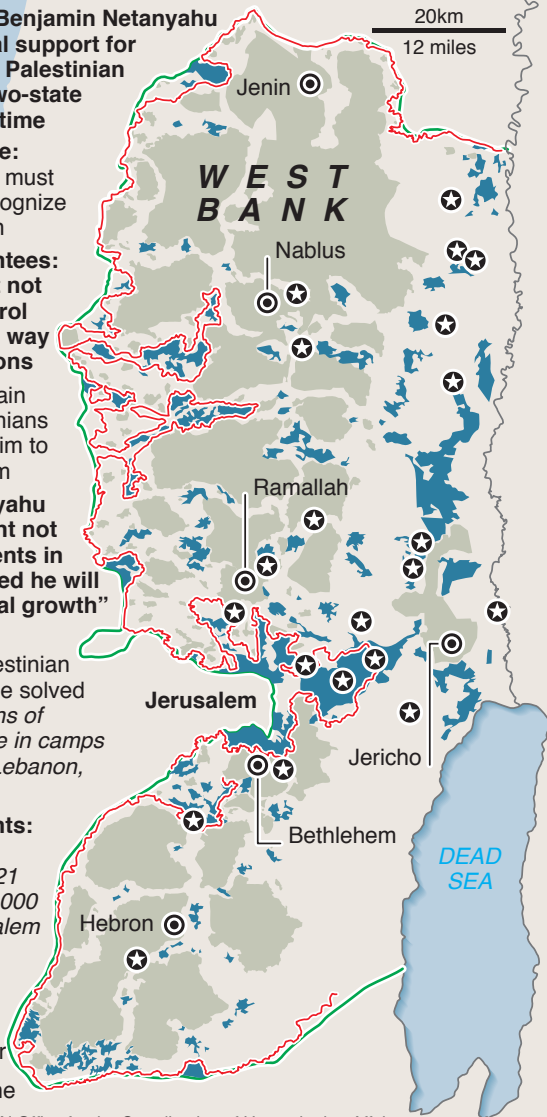 Benjamin Netanyahu
al support for
Palestinian
wo-state
time
e:
must
ognize
n
ntees:
t not
rol
way
ons
ain
nians
im to
m
yahu
nt not
ents in
ed he will
al growth”
estinian
e solved
ns of
e in camps
Lebanon,
nts:
21
000
alem
r
ne
20km
12 miles
Jenin
WEST
BANK
Nablus
Ramallah
Jerusalem
Jericho
Bethlehem
DEAD
SEA
Hebron